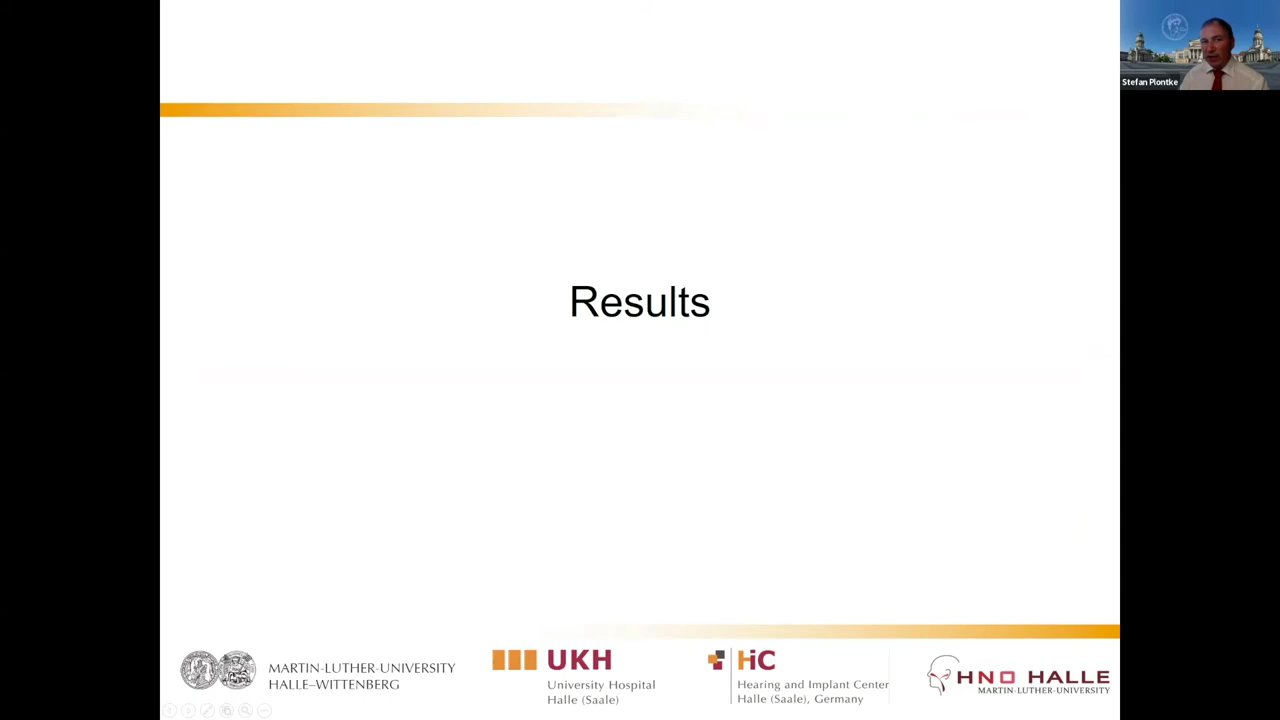 Stefan Plontke
Results
MARTIN-LUTHER-UNIVERSITY
HALLE–WITTENBERG
UKH
University Hospital
Halle (Saale)
HiC
Hearing and Implant Center
Halle (Saale), Germany
HNO HALLE
MARTIN-LUTHER-UNIVERSITY